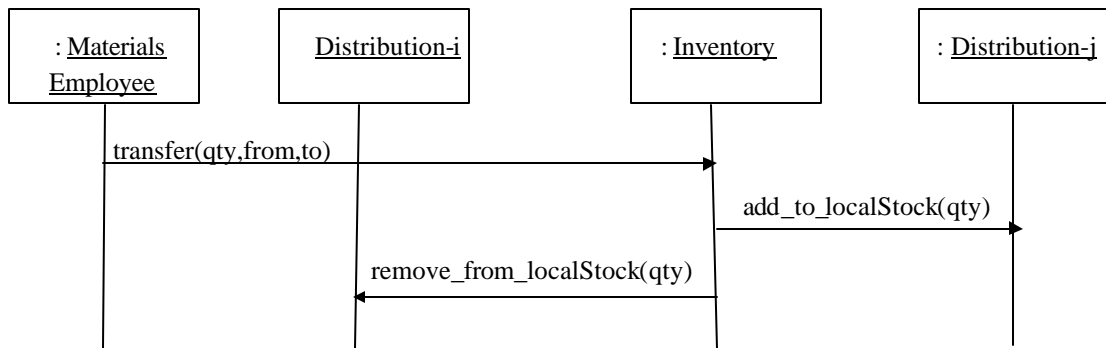 : Materials
Employee
Distribution-i
: Inventory
: Distribution-j
transfer(qty,from,to)
add_to_localStock(qty)
remove_from_localStock(qty)